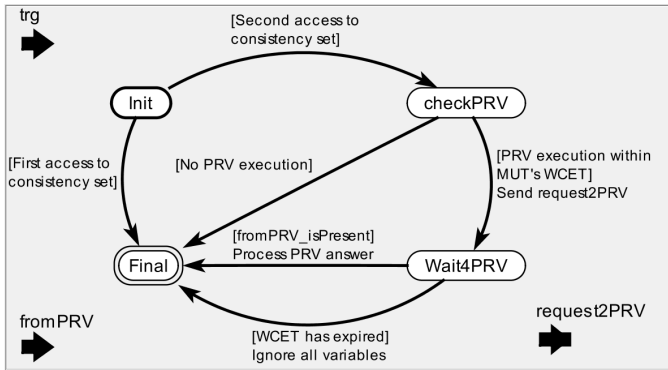 trg
[Second access to
consistency set]
Init
checkPRV
[First access to
consistency set]
[No PRV execution]
[PRV execution within
MUT's WCET]
Send request2PRV
[fromPRV_isPresent]
Process PRV answer
Final
Wait4PRV
fromPRV
[WCET has expired]
Ignore all variables
request2PRV